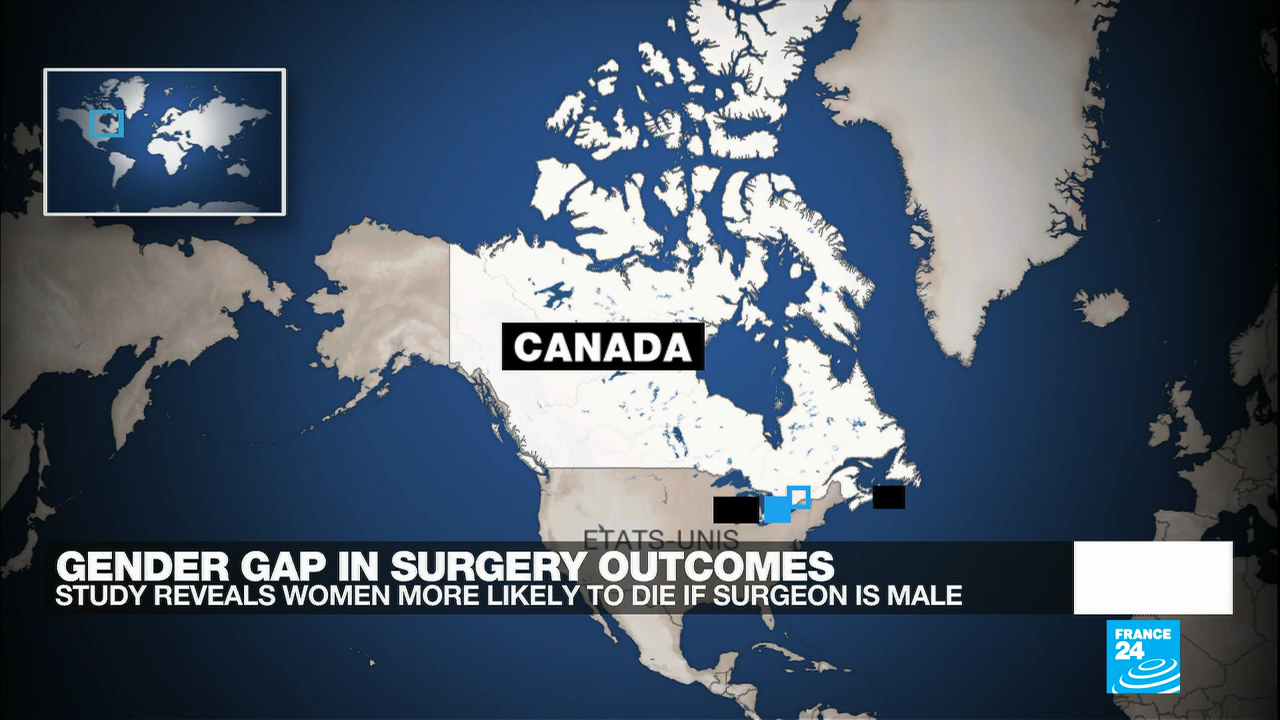 CANADA
ETATS-UNIS
GENDER GAP IN SURGERY OUTCOMES
STUDY REVEALS WOMEN MORE LIKELY TO DIE IF SURGEON IS MALE
FRANCE
24